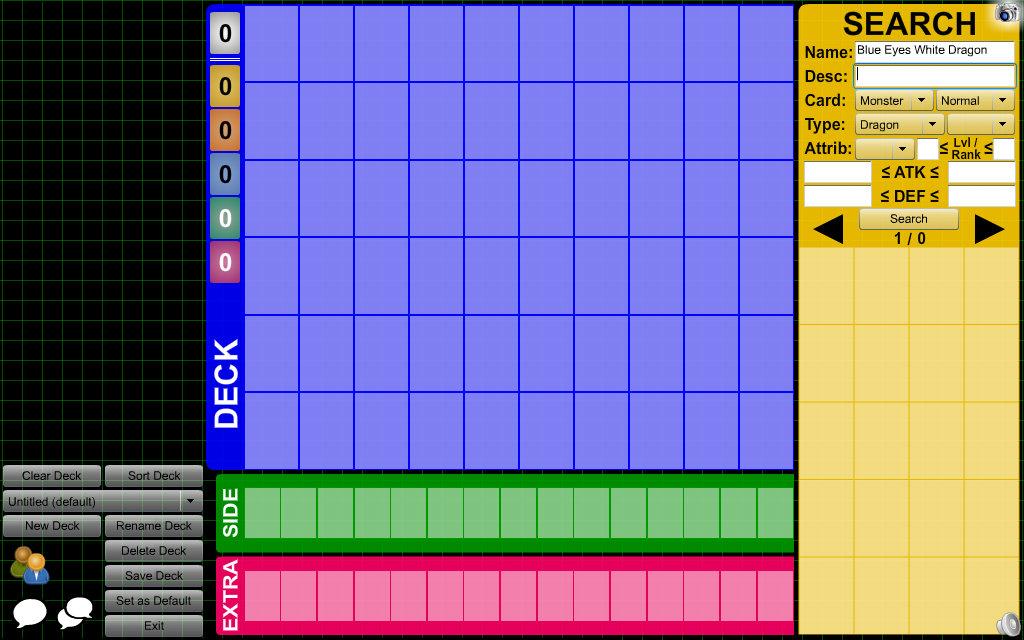 0
0
0
0
0
0
DECK
SIDE
EXTRA
Clear Deck
Sort Deck
Untitled (default)
New Deck
Rename Deck
Delete Deck
Save Deck
Set as Default
Exit
SEARCH
Name: Blue Eyes White Dragon
Desc:
Card: Monster Normal
Type: Dragon
Attrib: ≤ Lvl / Rank ≤
≤ ATK ≤
≤ DEF ≤
Search
1 / 0